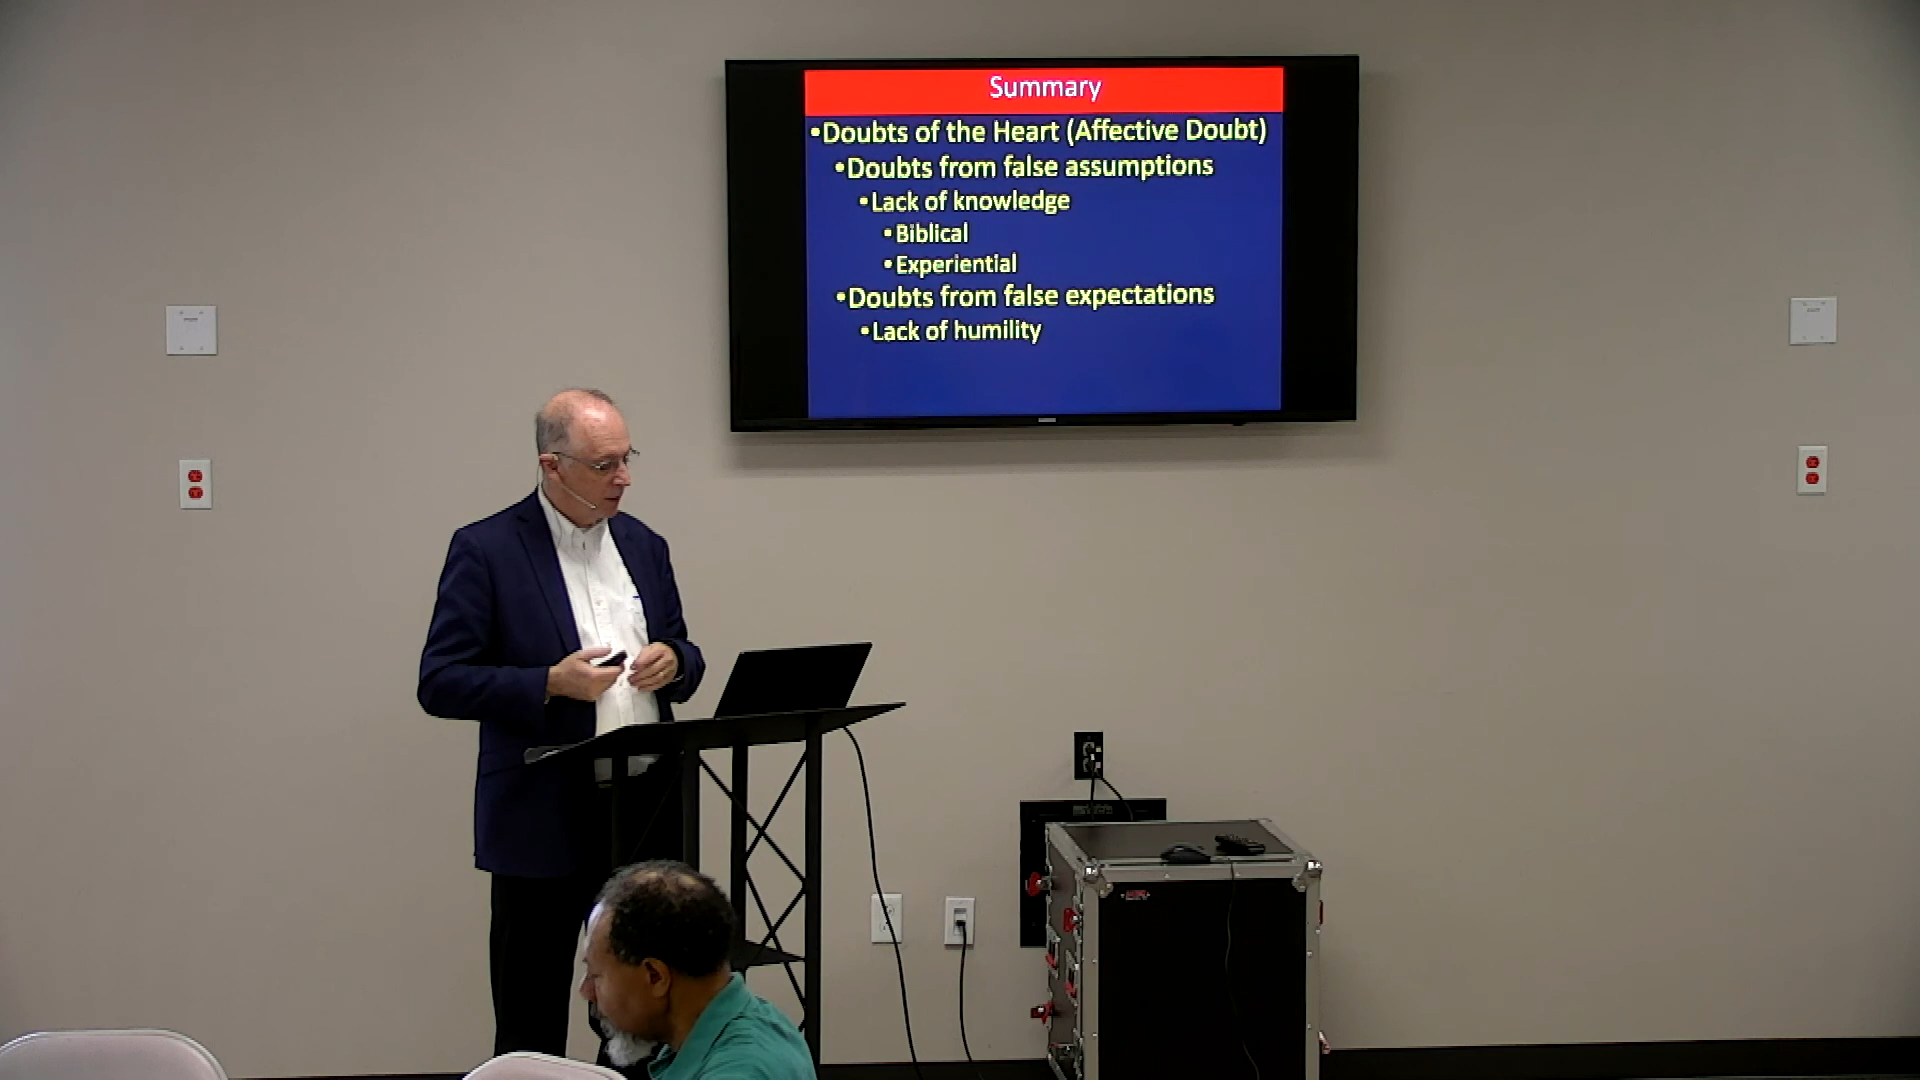 Summary
•Doubts of the Heart (Affective Doubt)
•Doubts from false assumptions
•Lack of knowledge
•Biblical
•Experiential
•Doubts from false expectations
•Lack of humility